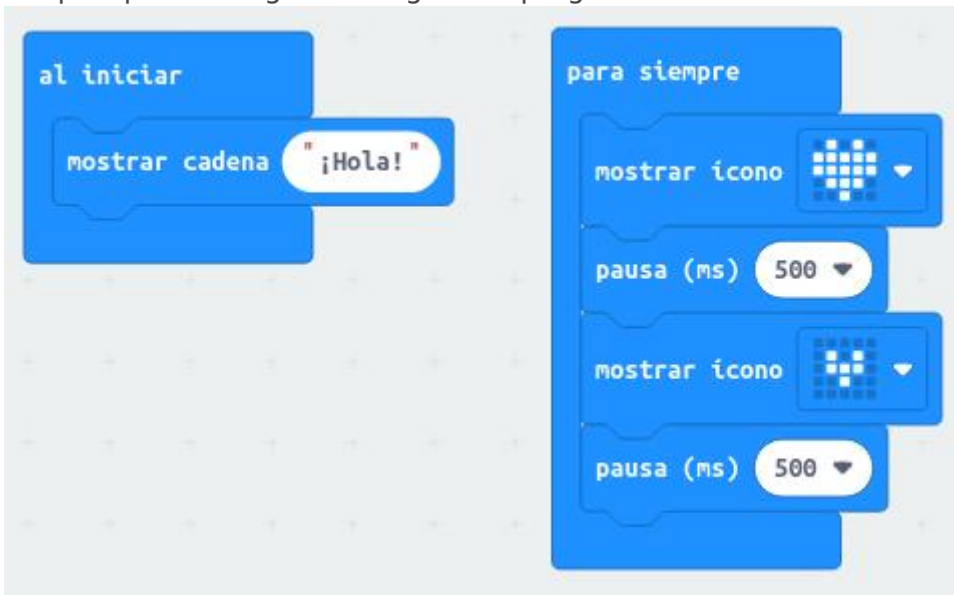 al iniciar
mostrar cadena "¡Hola!"
para siempre
mostrar ícono
pausa (ms) 500
mostrar ícono
pausa (ms) 500